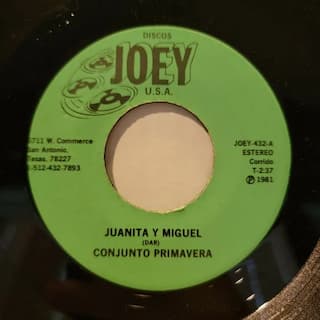 DISCOS
JOEY
U.S.A.
5711 W. Commerce
San Antonio,
Texas, 78227
1-512-432-7893
JOEY-432-A
ESTEREO
Corrido
T-2:37
Ⓟ 1981
JUANITA Y MIGUEL
(DAR)
CONJUNTO PRIMAVERA